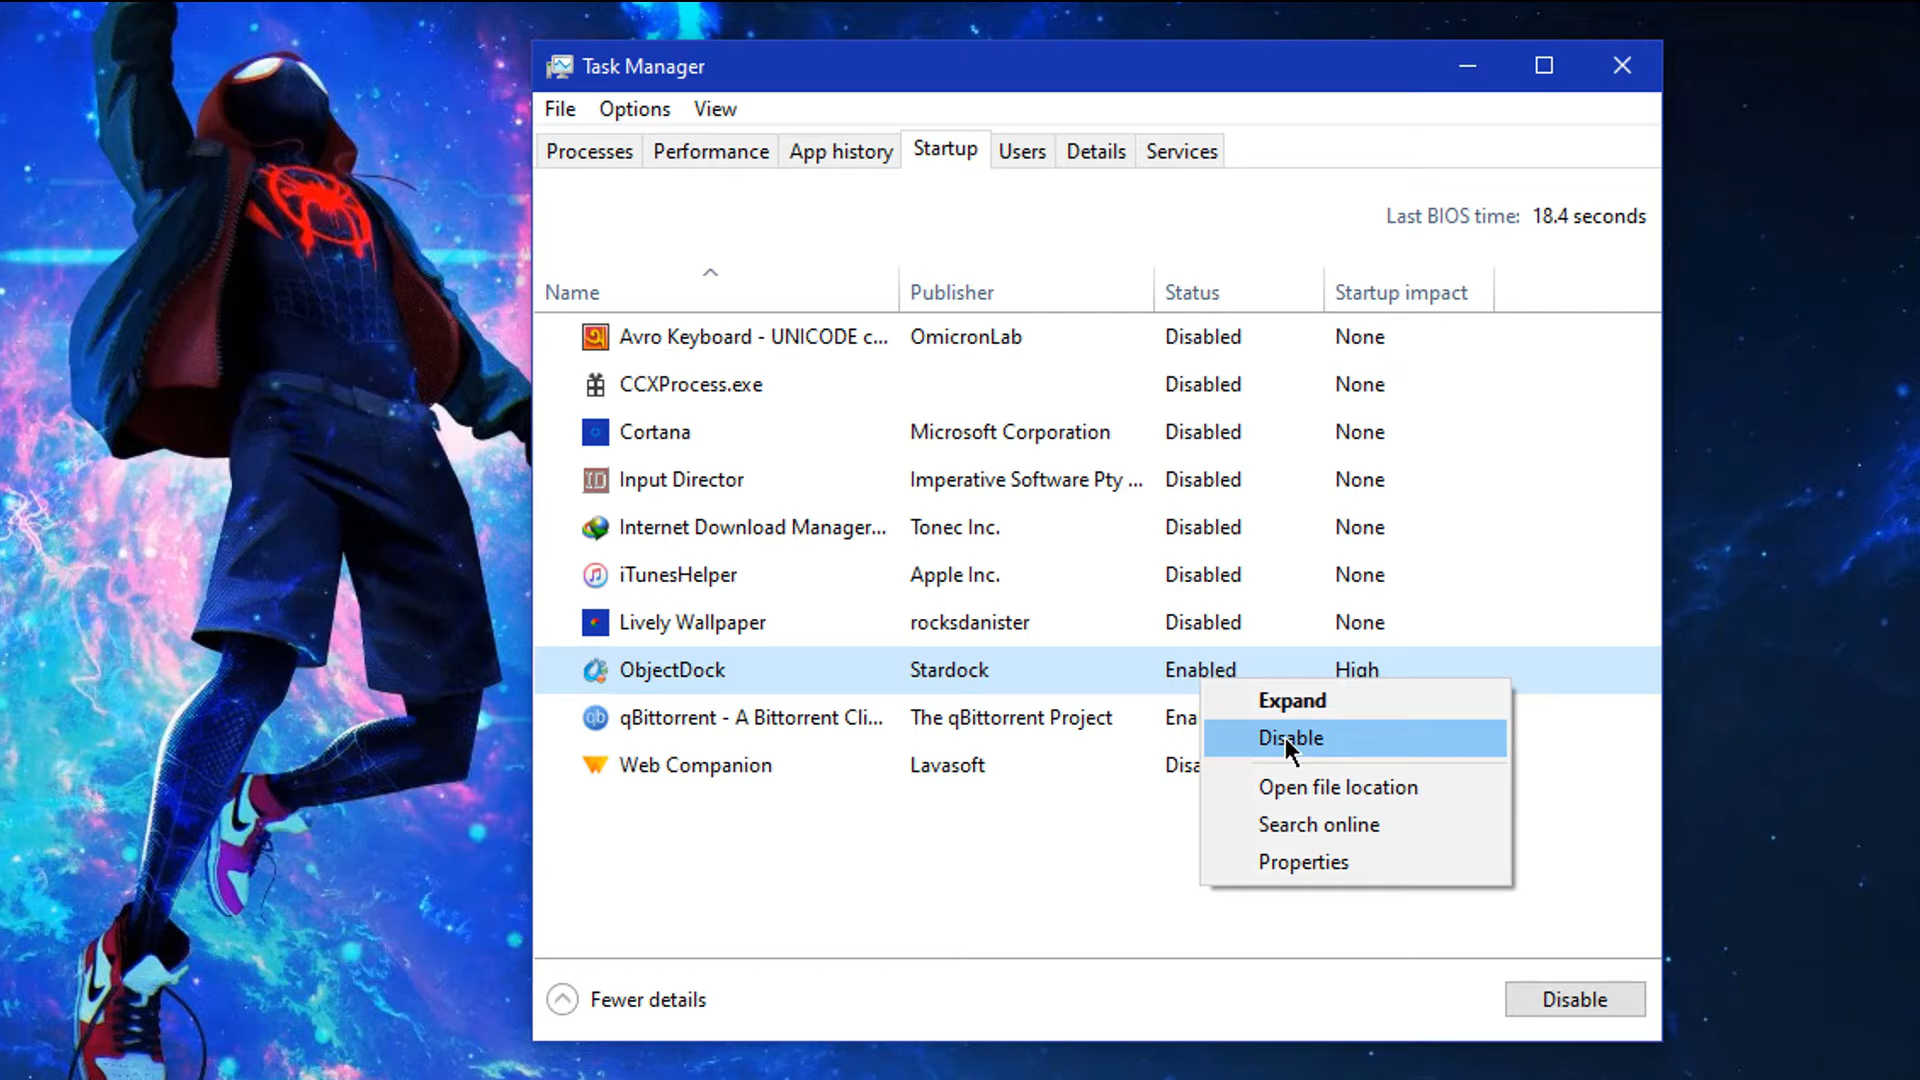 Task Manager
File Options View
Processes Performance App history Startup Users Details Services
Last BIOS time: 18.4 seconds
Name Publisher Status Startup impact
Avro Keyboard - UNICODE c... OmicronLab Disabled None
CCXProcess.exe Disabled None
Cortana Microsoft Corporation Disabled None
Input Director Imperative Software Pty ... Disabled None
Internet Download Manager... Tonec Inc. Disabled None
iTunesHelper Apple Inc. Disabled None
Lively Wallpaper rocksdanister Disabled None
ObjectDock Stardock Enabled High
Expand
qBittorrent - A Bittorrent Cli... The qBittorrent Project Ena
Disable
Web Companion Lavasoft Disa
Open file location
Search online
Properties
Fewer details Disable